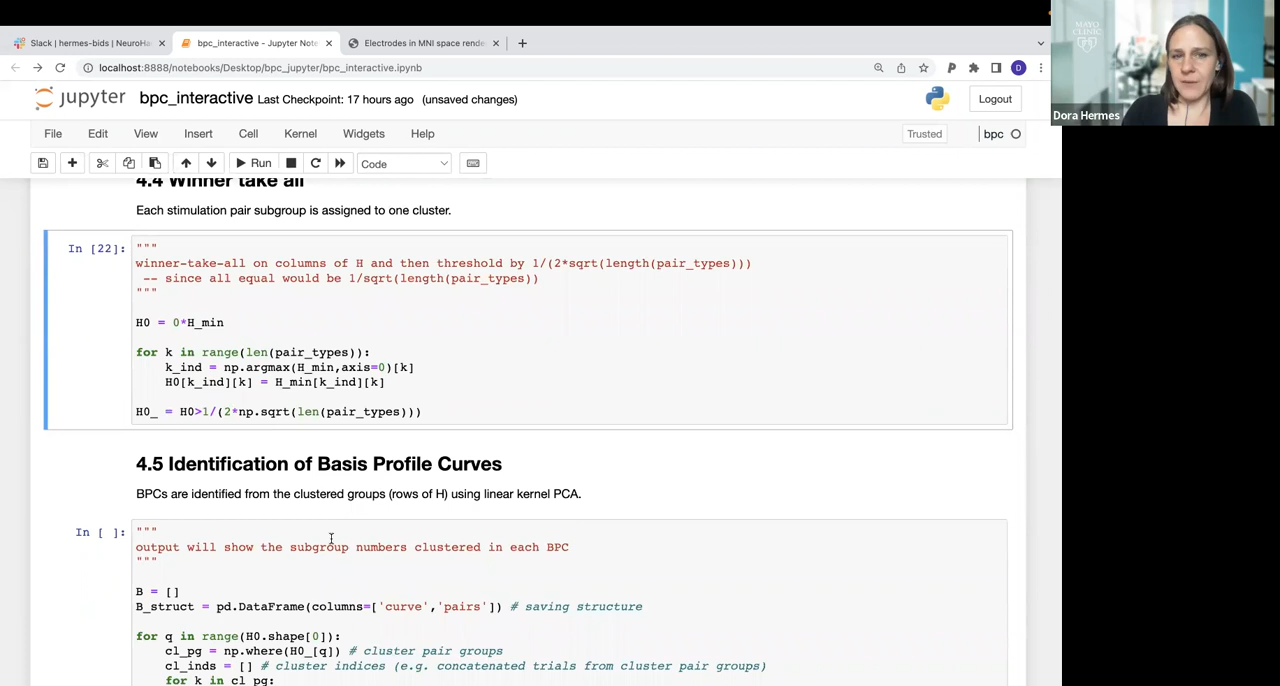 Slack | hermes-bids | NeuroHa
bpc_interactive - Jupyter Note
Electrodes in MNI space rende
localhost:8888/notebooks/Desktop/bpc_jupyter/bpc_interactive.ipynb
D
MAYO
CLINIC
Dora Hermes
jupyter bpc_interactive Last Checkpoint: 17 hours ago (unsaved changes)
Logout
File Edit View Insert Cell Kernel Widgets Help
Trusted bpc
Run Code
4.4 Winner take all
Each stimulation pair subgroup is assigned to one cluster.
In [22]:
"""
winner-take-all on columns of H and then threshold by 1/(2*sqrt(length(pair_types)))
-- since all equal would be 1/sqrt(length(pair_types))
"""
H0 = 0*H_min
for k in range(len(pair_types)):
k_ind = np.argmax(H_min,axis=0)[k]
H0[k_ind][k] = H_min[k_ind][k]
H0_ = H0>1/(2*np.sqrt(len(pair_types)))
4.5 Identification of Basis Profile Curves
BPCs are identified from the clustered groups (rows of H) using linear kernel PCA.
In [ ]:
"""
output will show the subgroup numbers clustered in each BPC
"""
B = []
B_struct = pd.DataFrame(columns=['curve','pairs']) # saving structure
for q in range(H0.shape[0]):
cl_pg = np.where(H0_[q]) # cluster pair groups
cl_inds = [] # cluster indices (e.g. concatenated trials from cluster pair groups)
for k in cl_pg: